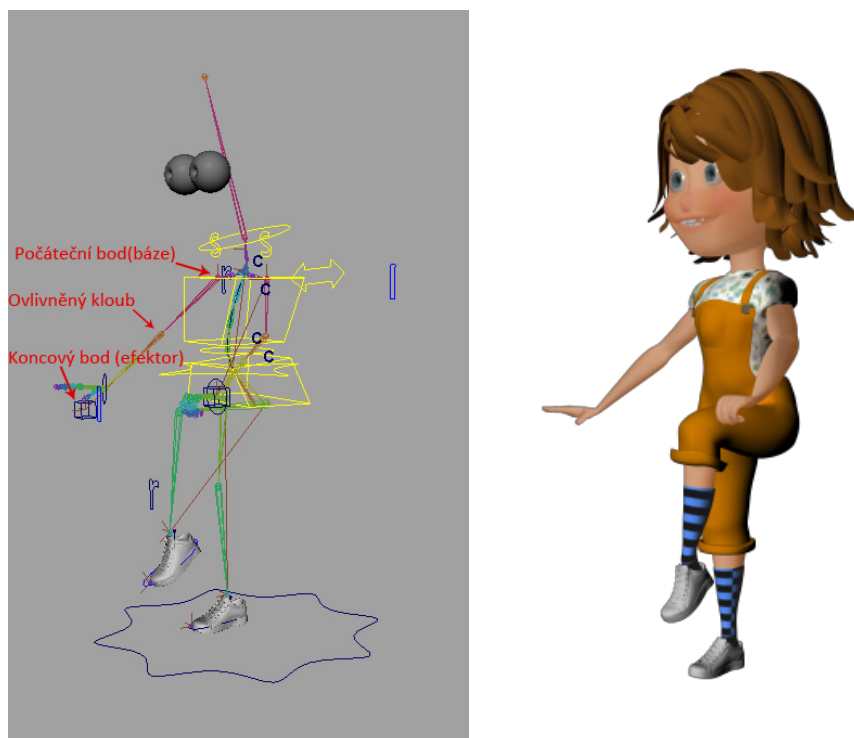 Počáteční bod(báze)
Ovlivněný kloub
Koncový bod (efektor)
r
C
C
C
C
l
l
r